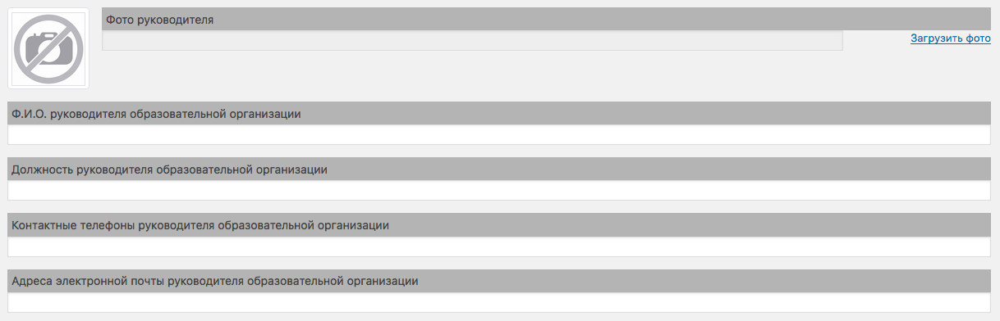 Фото руководителя
Загрузить фото
Ф.И.О. руководителя образовательной организации
Должность руководителя образовательной организации
Контактные телефоны руководителя образовательной организации
Адреса электронной почты руководителя образовательной организации